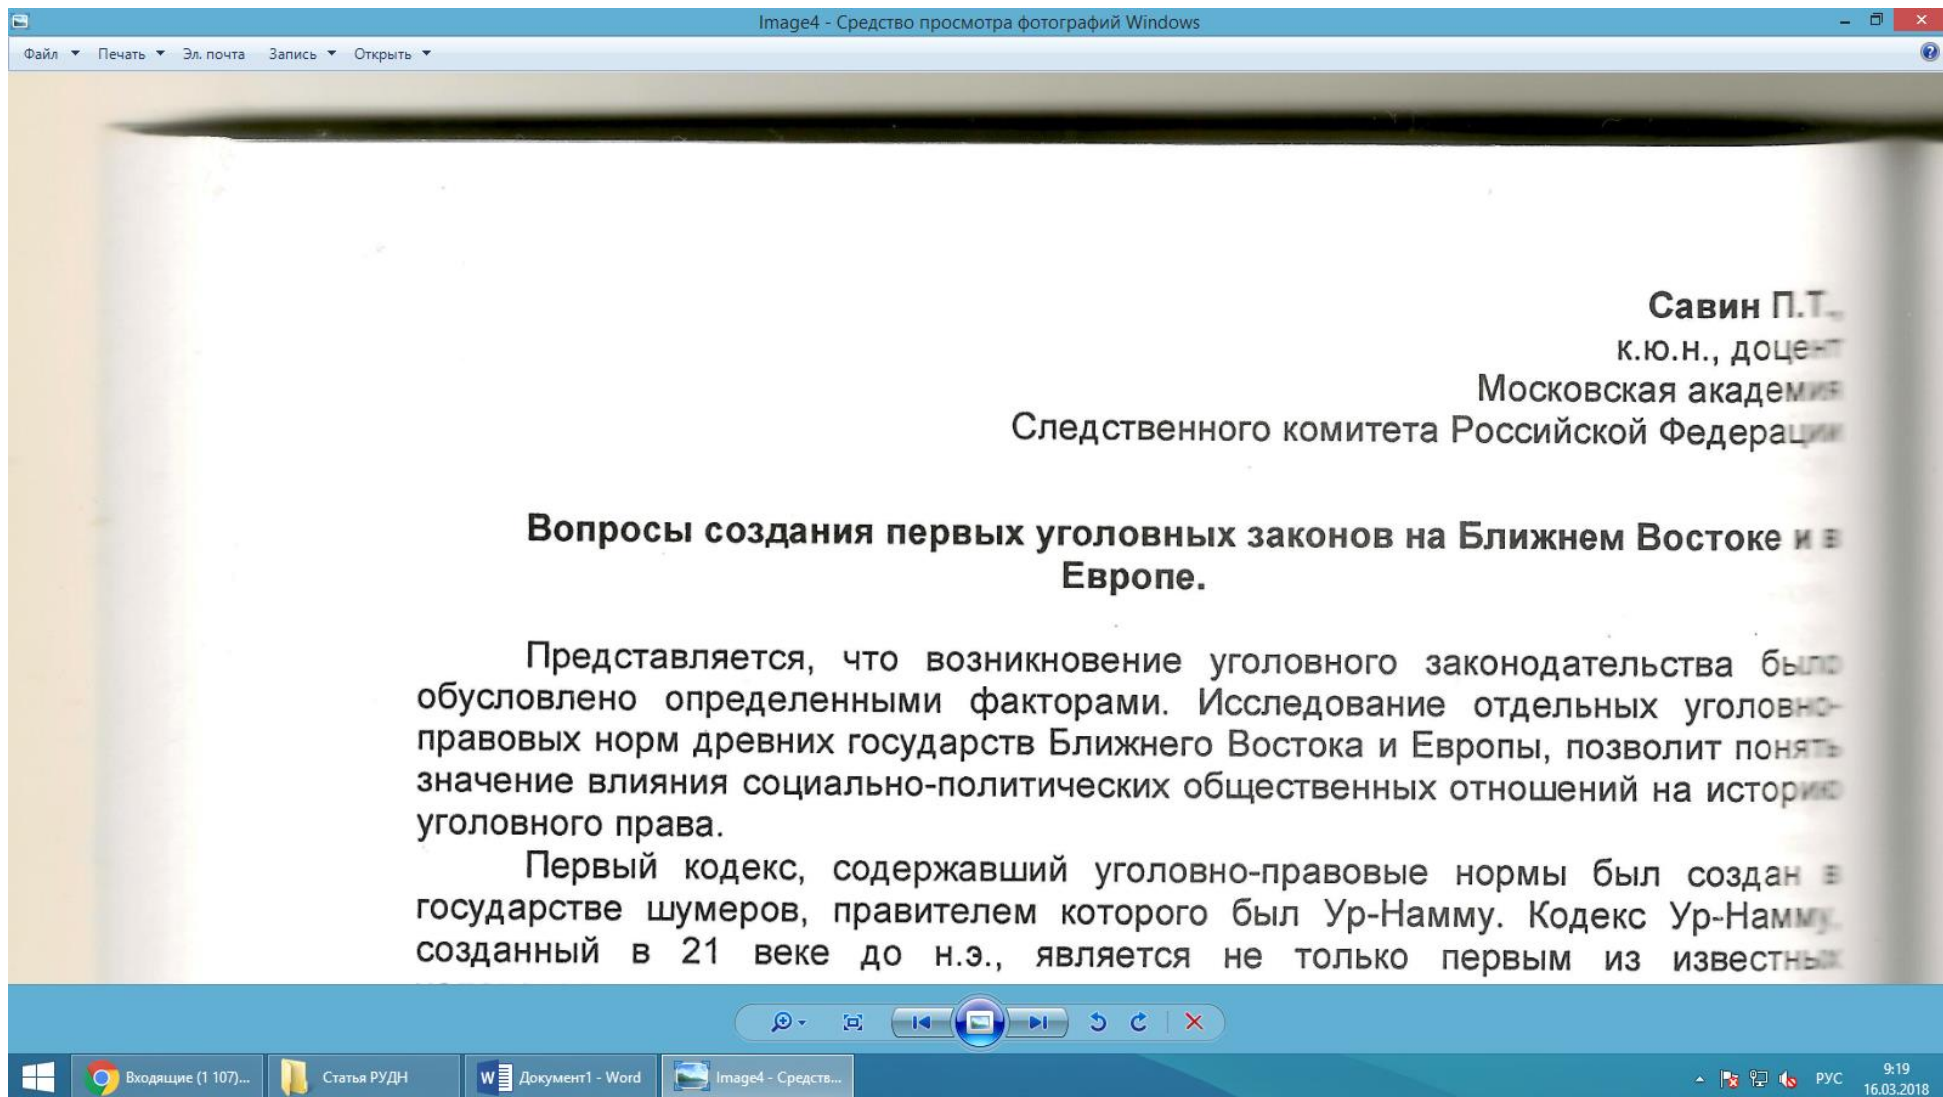 Image4 - Средство просмотра фотографий Windows
Файл Печать Эл. почта Запись Открыть
Савин П.Т.,
к.ю.н., доцент
Московская академия
Следственного комитета Российской Федерации
Вопросы создания первых уголовных законов на Ближнем Востоке и в
Европе.
Представляется, что возникновение уголовного законодательства было
обусловлено определенными факторами. Исследование отдельных уголовно-
правовых норм древних государств Ближнего Востока и Европы, позволит понять
значение влияния социально-политических общественных отношений на историю
уголовного права.
Первый кодекс, содержавший уголовно-правовые нормы был создан в
государстве шумеров, правителем которого был Ур-Намму. Кодекс Ур-Намму,
созданный в 21 веке до н.э., является не только первым из известных
Входящие (1 107)... Статья РУДН Документ1 - Word Image4 - Средств... РУС 9:19
16.03.2018